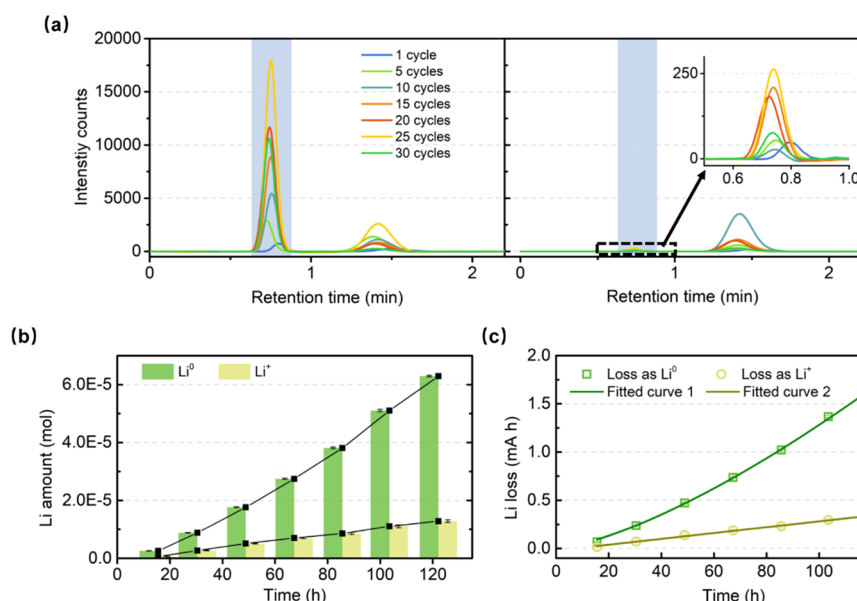 (a)
20000
15000
10000
5000
0
Intenstiy counts
1 cycle
5 cycles
10 cycles
15 cycles
20 cycles
25 cycles
30 cycles
250
0
0.6 0.8 1.0
0 1 2
Retention time (min)
0 1 2
Retention time (min)
(b)
6.0E-5
4.0E-5
2.0E-5
0.0
Li amount (mol)
Li⁰ Li⁺
0 20 40 60 80 100 120
Time (h)
(c)
2.0
1.5
1.0
0.5
0.0
Li loss (mA h)
Loss as Li⁰ Loss as Li⁺
Fitted curve 1 Fitted curve 2
0 20 40 60 80 100
Time (h)